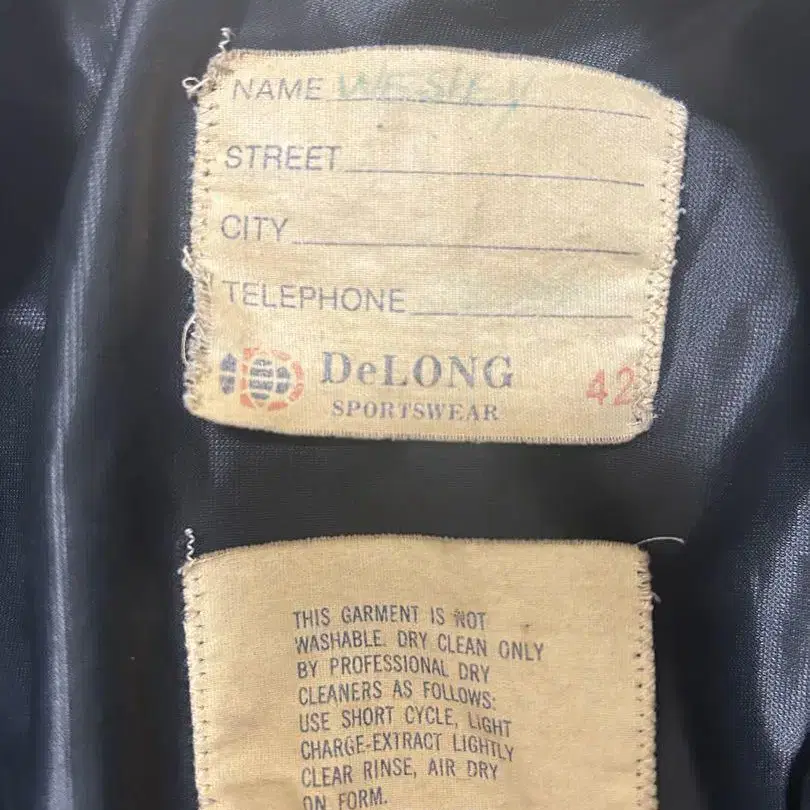 NAME Wesley
STREET
CITY
TELEPHONE
DeLONG 42
SPORTSWEAR
THIS GARMENT IS NOT
WASHABLE. DRY CLEAN ONLY
BY PROFESSIONAL DRY
CLEANERS AS FOLLOWS:
USE SHORT CYCLE, LIGHT
CHARGE-EXTRACT LIGHTLY
CLEAR RINSE, AIR DRY
ON FORM.